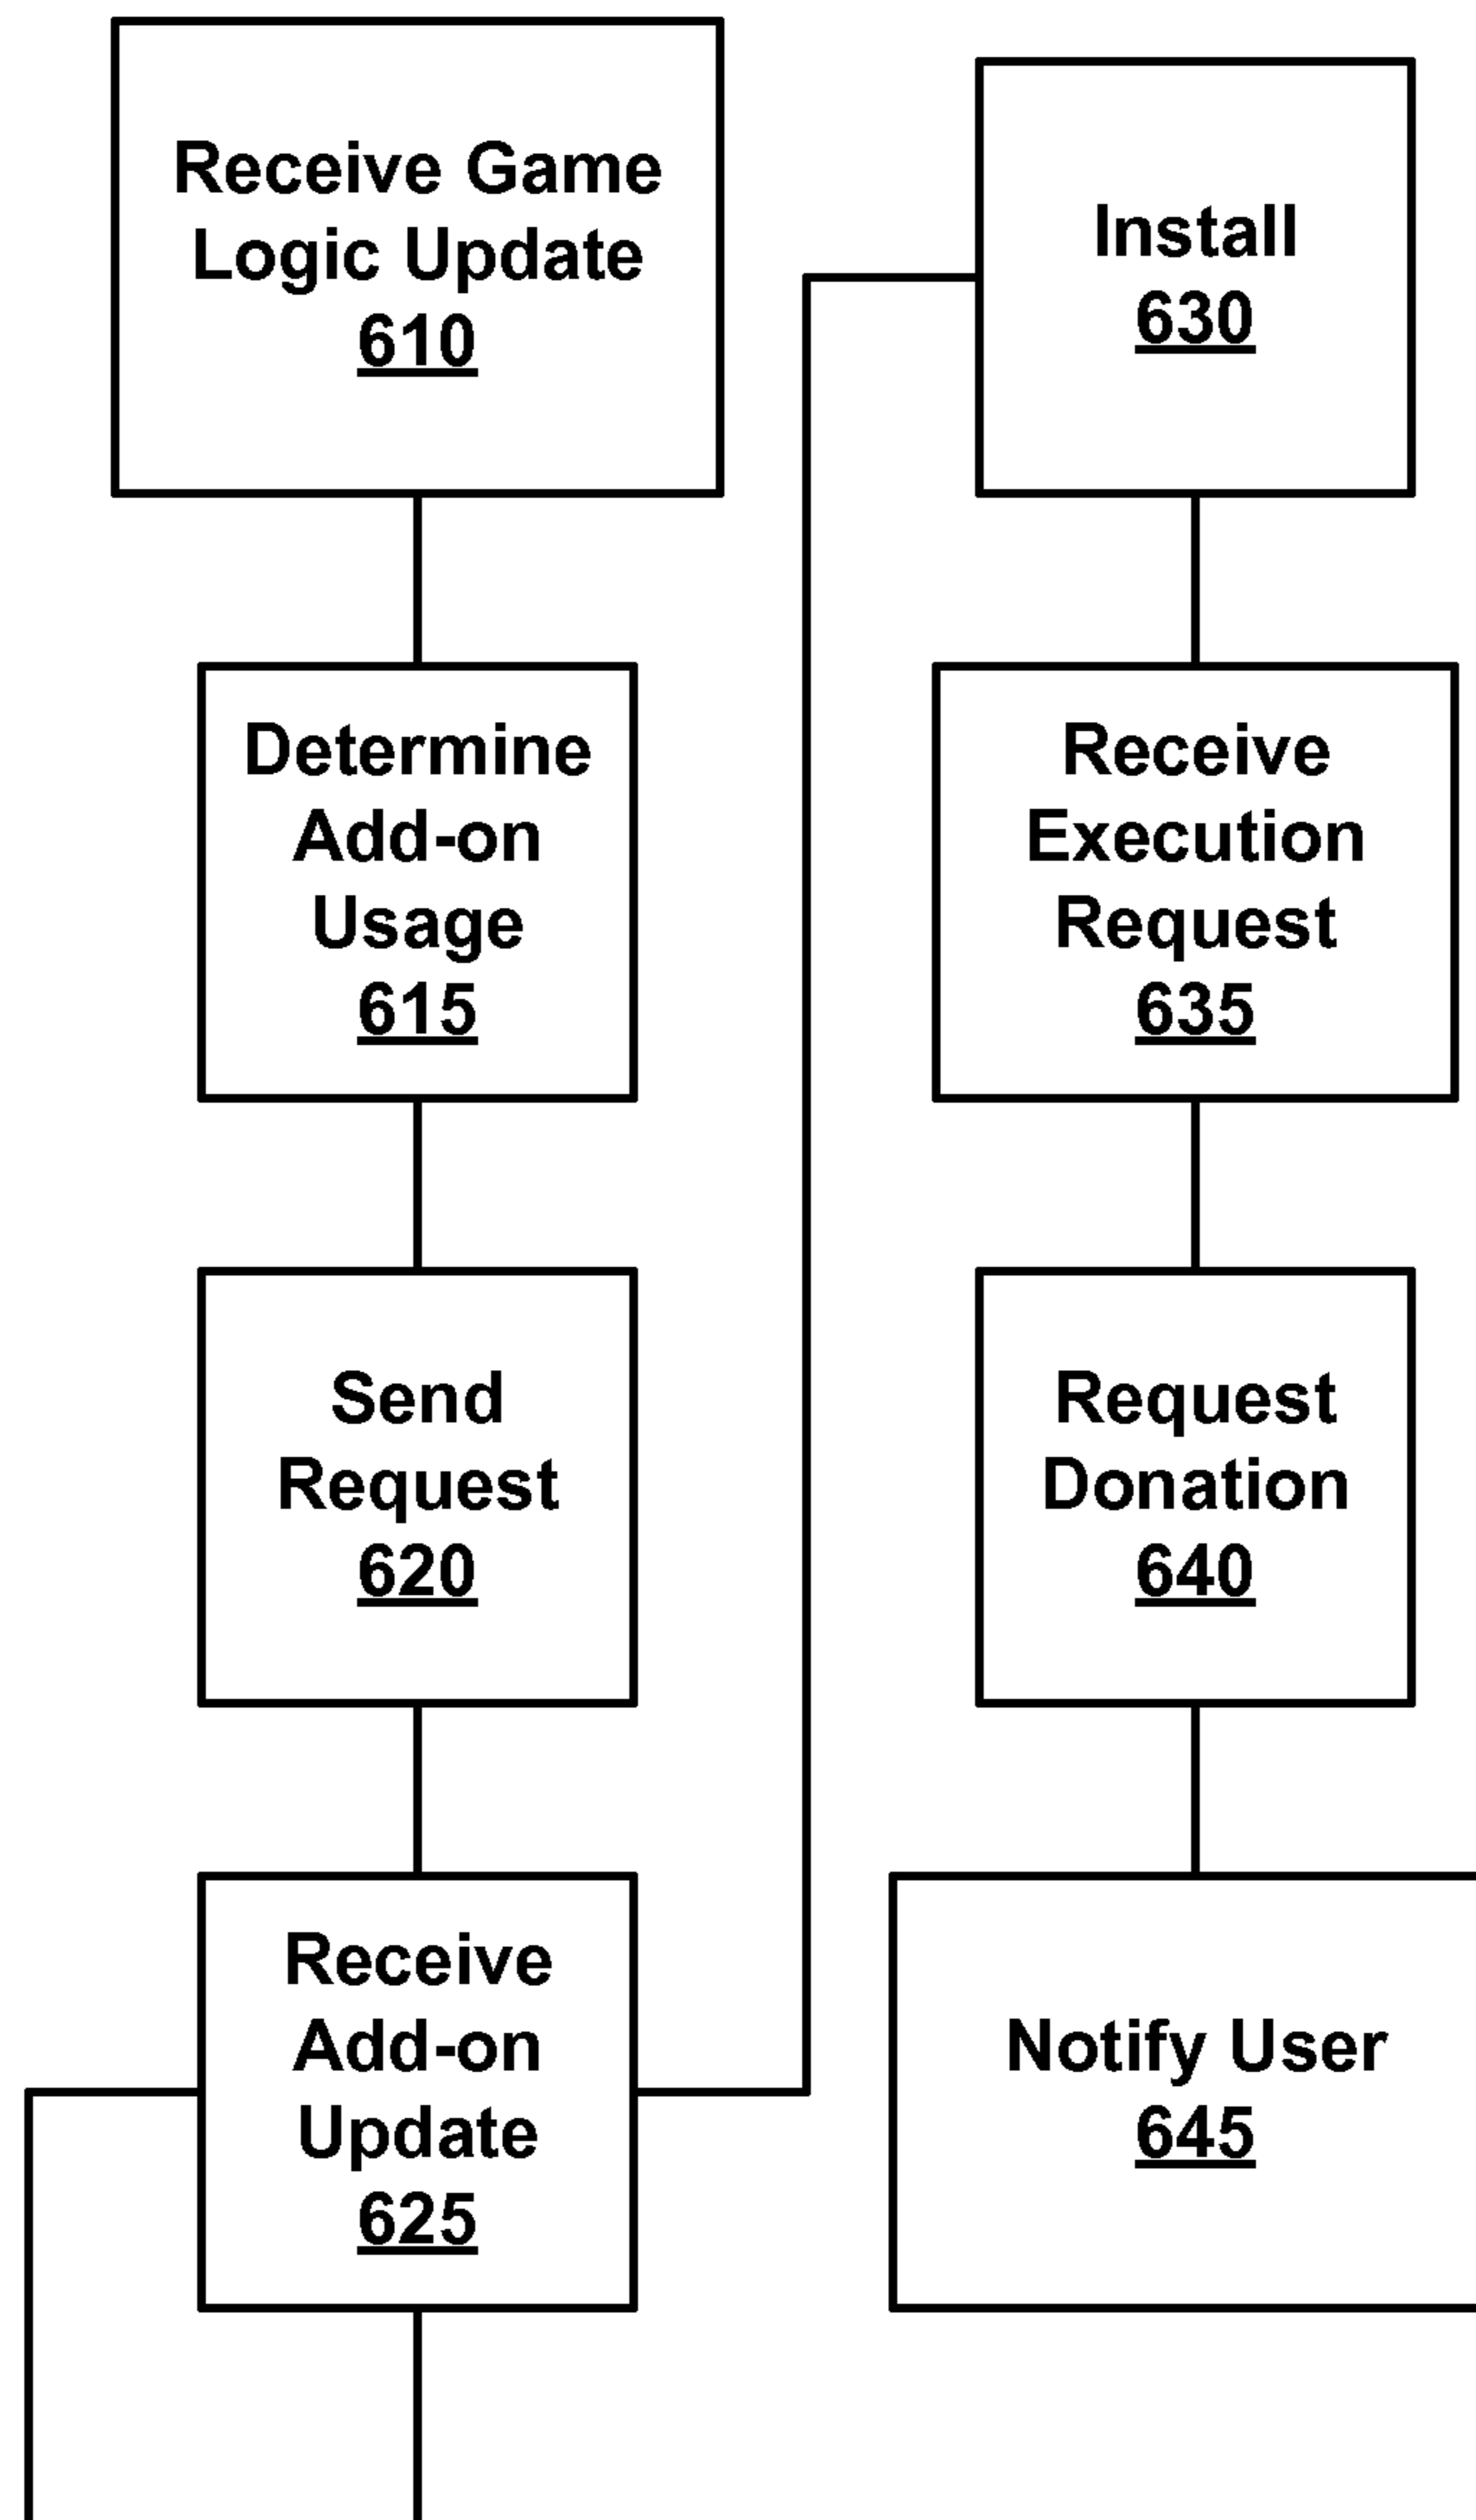 Receive Game
Logic Update
610
Determine
Add-on
Usage
615
Send
Request
620
Receive
Add-on
Update
625
Install
630
Receive
Execution
Request
635
Request
Donation
640
Notify User
645